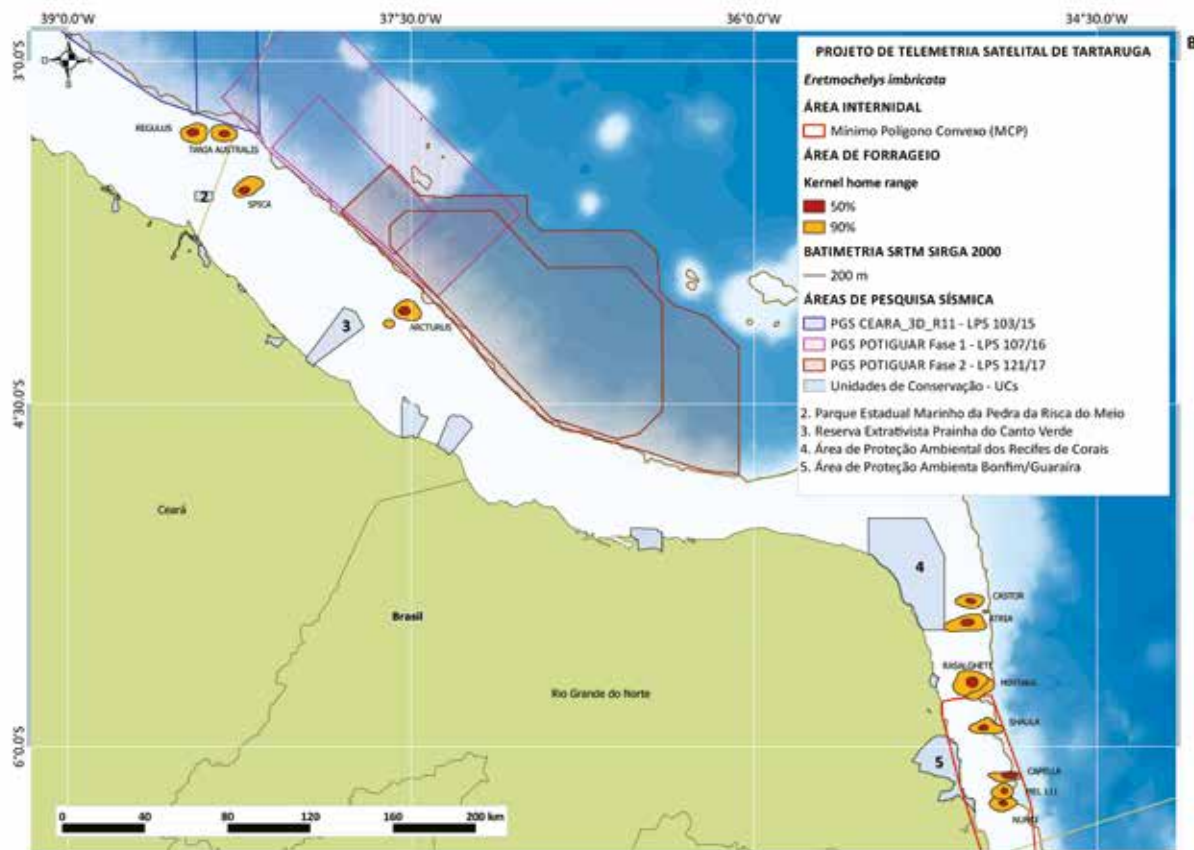 39°0.0'W
37°30.0'W
36°0.0'W
34°30.0'W
B
3°0.0'S
4°30.0'S
6°0.0'S
PROJETO DE TELEMETRIA SATELITAL DE TARTARUGA
Eretmochelys imbricata
ÁREA INTERNIDAL
Mínimo Polígono Convexo (MCP)
ÁREA DE FORRAGEIO
Kernel home range
50%
90%
BATIMETRIA SRTM SIRGA 2000
200 m
ÁREAS DE PESQUISA SÍSMICA
PGS CEARA_3D_R11 - LPS 103/15
PGS POTIGUAR Fase 1 - LPS 107/16
PGS POTIGUAR Fase 2 - LPS 121/17
Unidades de Conservação - UCs
2. Parque Estadual Marinho da Pedra da Risca do Meio
3. Reserva Extrativista Prainha do Canto Verde
4. Área de Proteção Ambiental dos Recifes de Corais
5. Área de Proteção Ambienta Bonfim/Guaraíra
REGULUS
TANIA AUSTRALIS
2
SPICA
3
ARCTURUS
Ceará
Brasil
Rio Grande do Norte
4
CASTOR
ATRIA
RASALGHETE
SHAULA
5
CAPELLA
0
40
80
120
160
200 km